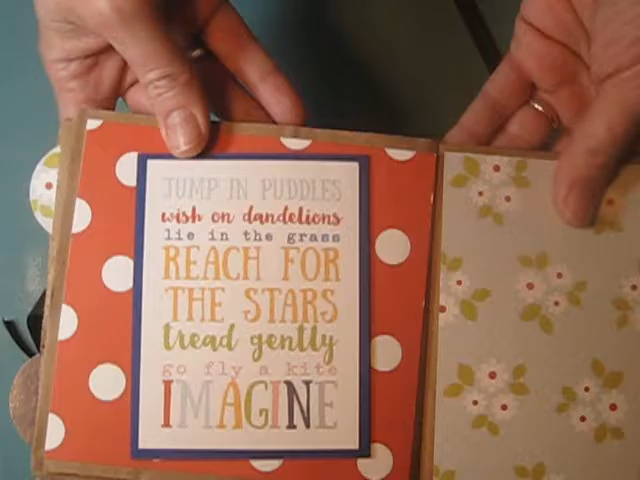 JUMP IN PUDDLES
wish on dandelions
lie in the grass
REACH FOR
THE STARS
tread gently
go fly a kite
IMAGINE